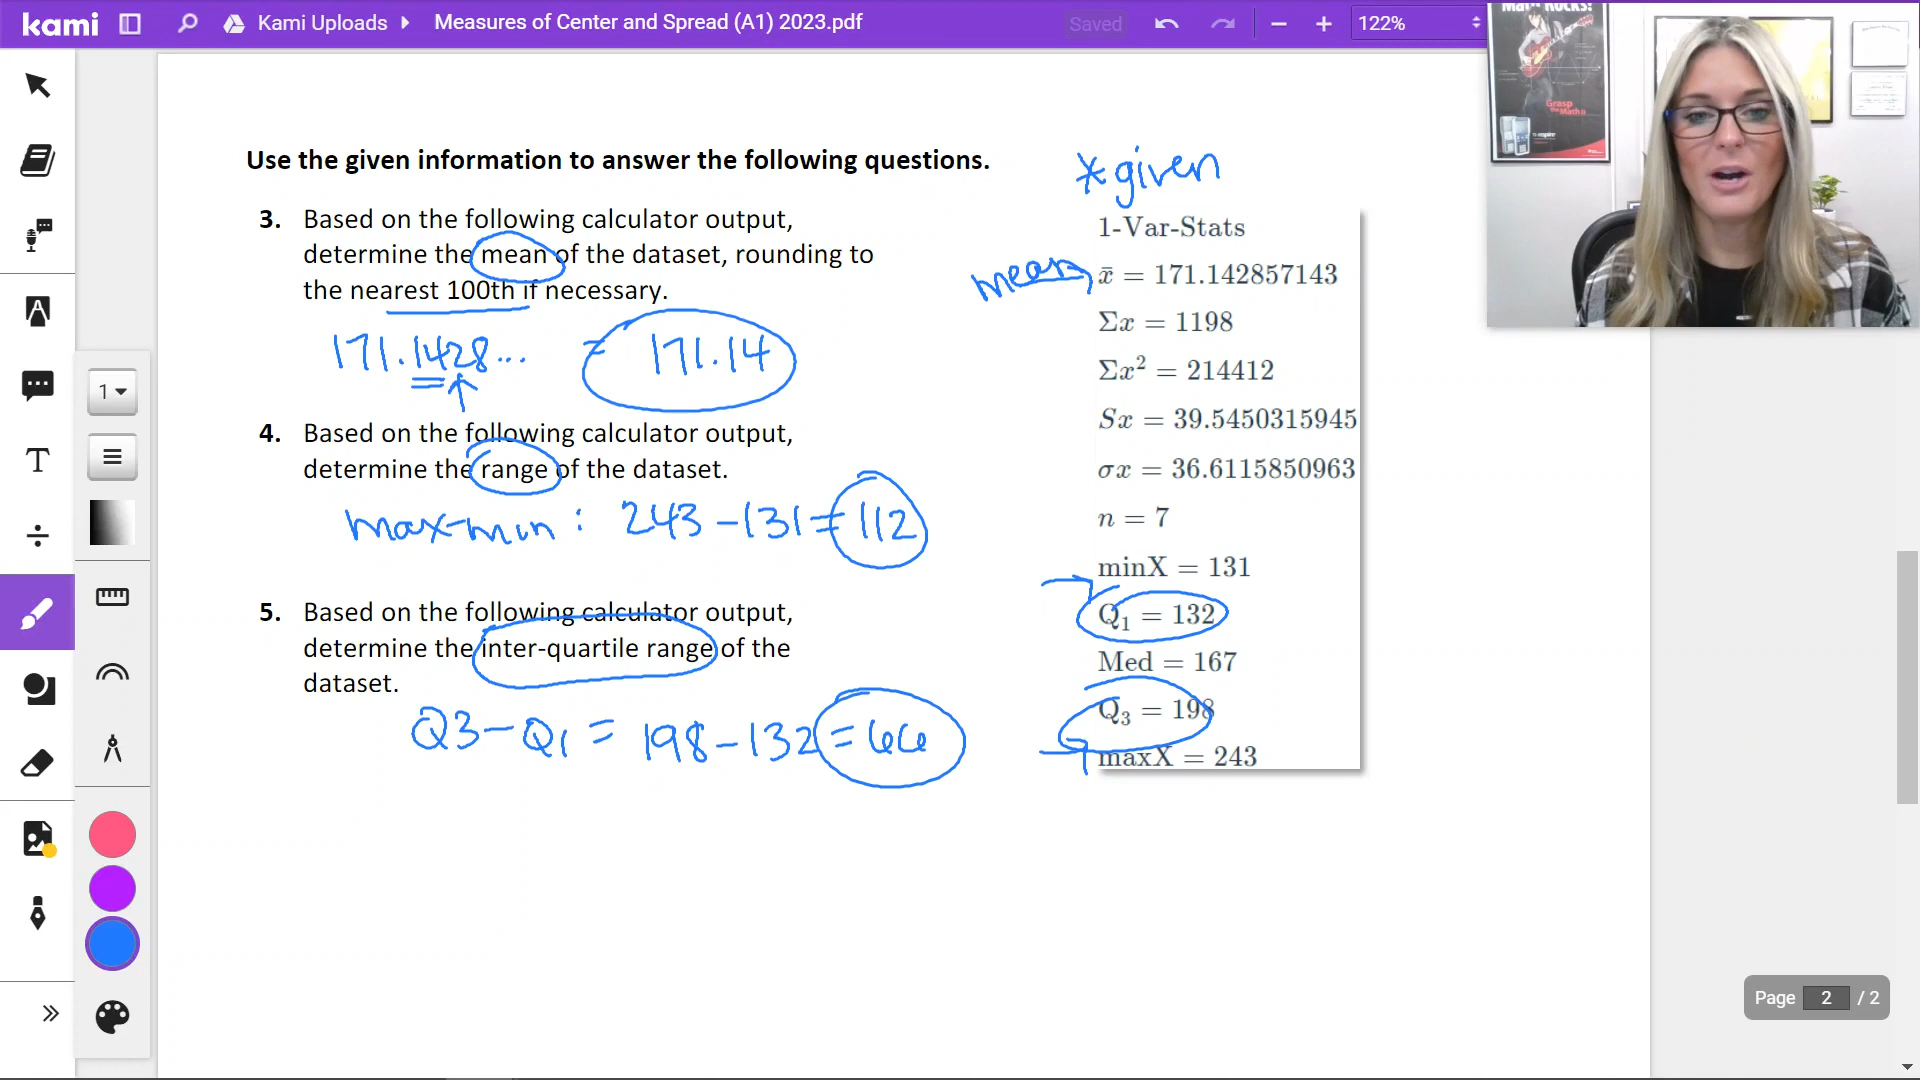 kami
Kami Uploads
Measures of Center and Spread (A1) 2023.pdf
Saved
122%
Use the given information to answer the following questions.
*given
3. Based on the following calculator output,
determine the mean of the dataset, rounding to
the nearest 100th if necessary.
171.1428... = 171.14
4. Based on the following calculator output,
determine the range of the dataset.
max-min : 243 - 131 = 112
5. Based on the following calculator output,
determine the inter-quartile range of the
dataset.
Q3 - Q1 = 198 - 132 = 66
1-Var-Stats
mean x̄ = 171.142857143
Σx = 1198
Σx² = 214412
Sx = 39.5450315945
σx = 36.6115850963
n = 7
minX = 131
Q₁ = 132
Med = 167
Q₃ = 198
maxX = 243
Math Rocks!
Grasp
the Math
1
T
Page 2 / 2